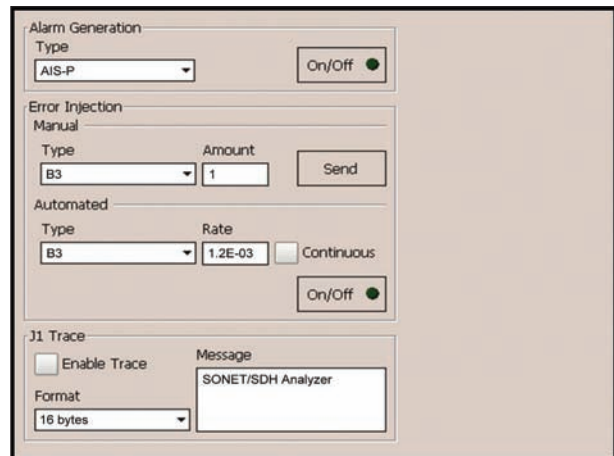 Alarm Generation
Type
AIS-P
On/Off
Error Injection
Manual
Type
Amount
B3
1
Send
Automated
Type
Rate
B3
1.2E-03
Continuous
On/Off
J1 Trace
Enable Trace
Message
SONET/SDH Analyzer
Format
16 bytes